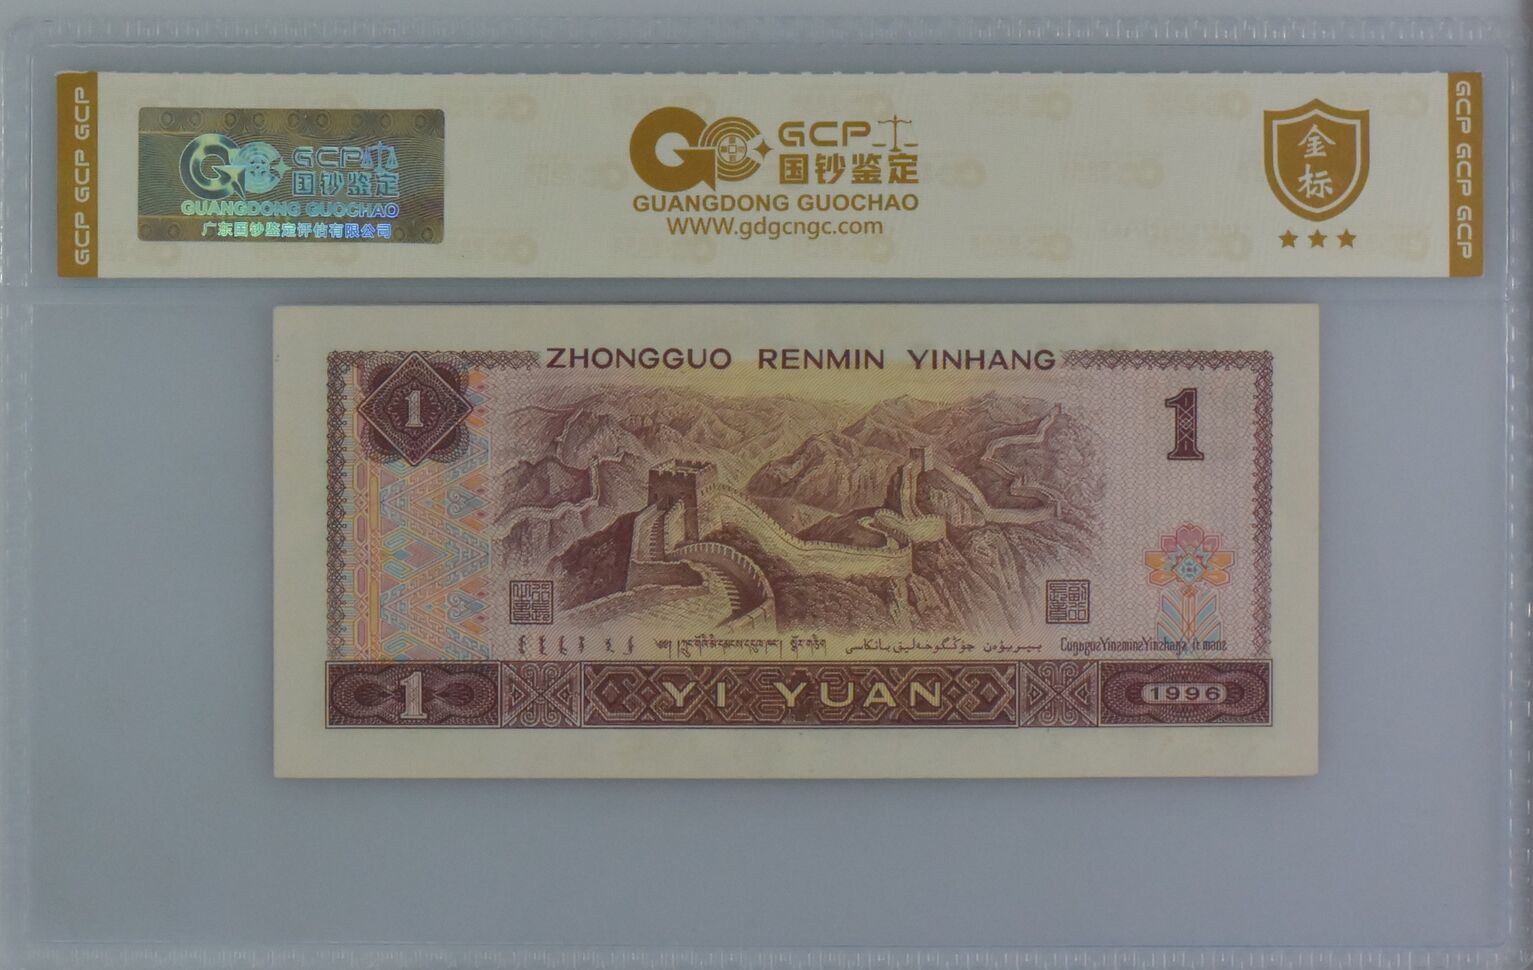 GCP GCP GCP
GCP
国钞鉴定
GUANGDONG GUOCHAO
广东国钞鉴定评估有限公司
GCP
国钞鉴定
GUANGDONG GUOCHAO
WWW.gdgcngc.com
金
标
GCP GCP GCP
ZHONGGUO RENMIN YINHANG
1
1
1
YI YUAN
1996